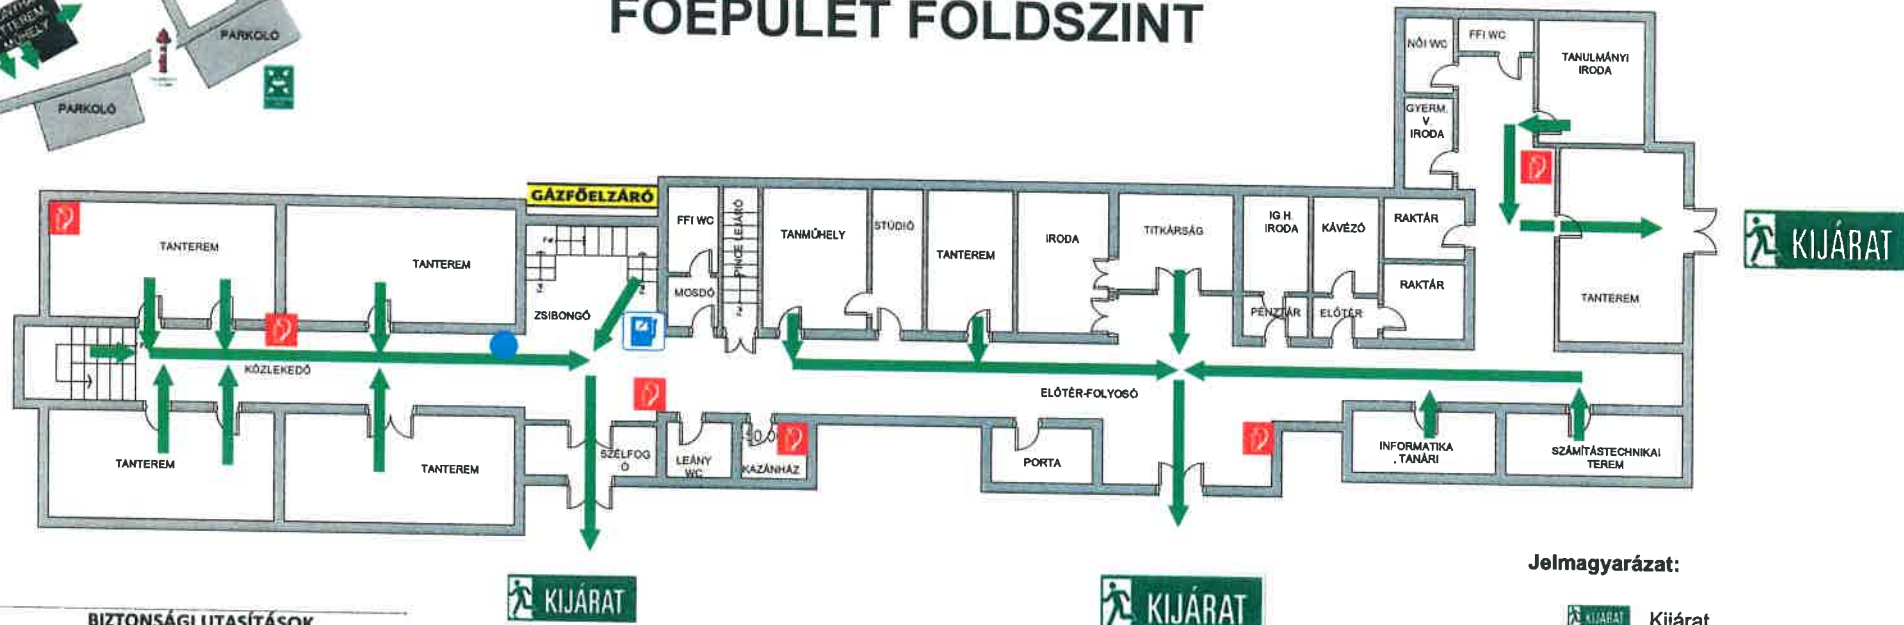 FŐÉPÜLET FÖLDSZINT
PARKOLÓ
PARKOLÓ
NŐI WC
FFI WC
TANULMÁNYI
IRODA
GYERM.
V.
IRODA
GÁZFŐELZÁRÓ
TANTEREM
TANTEREM
ZSIBONGÓ
FFI WC
MOSDÓ
PINCE LEJÁRÓ
TANMŰHELY
STÚDIÓ
TANTEREM
IRODA
TITKÁRSÁG
IG H.
IRODA
KÁVÉZÓ
RAKTÁR
RAKTÁR
PÉNZTÁR
ELŐTÉR
TANTEREM
KIJÁRAT
KÖZLEKEDŐ
ELŐTÉR-FOLYOSÓ
TANTEREM
TANTEREM
SZÉLFOG
Ó
LEÁNY
WC
KAZÁNHÁZ
PORTA
INFORMATIKA
, TANÁRI
SZÁMÍTÁSTECHNIKAI
TEREM
KIJÁRAT
KIJÁRAT
Jelmagyarázat:
KIJÁRAT
Kijárat
BIZTONSÁGI UTASÍTÁSOK